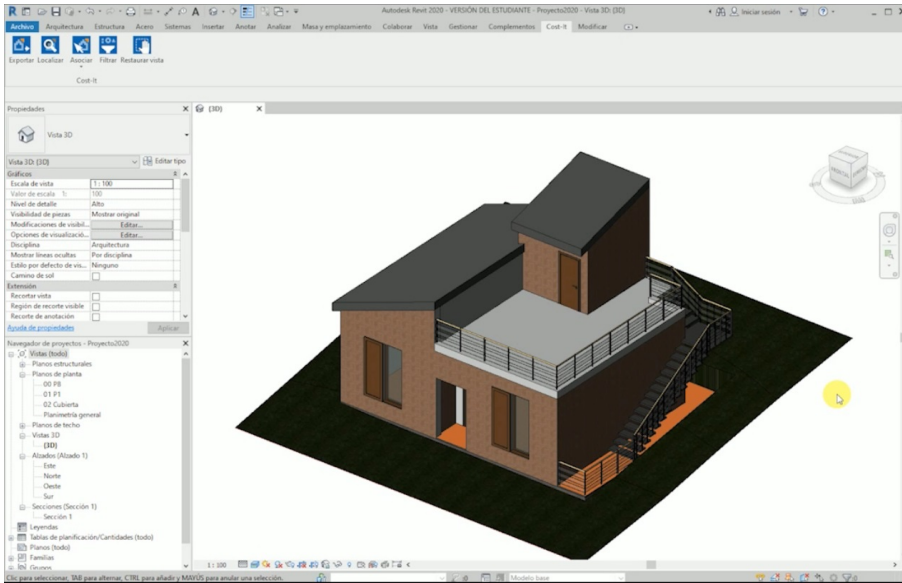 Autodesk Revit 2020 - VERSIÓN DEL ESTUDIANTE - Proyecto2020 - Vista 3D: {3D}
Iniciar sesión
Archivo Arquitectura Estructura Acero Sistemas Insertar Anotar Analizar Masa y emplazamiento Colaborar Vista Gestionar Complementos Cost-It Modificar
Exportar Localizar Asociar Filtrar Restaurar vista
Cost-It
Propiedades
{3D}
Vista 3D
Vista 3D: {3D}
Editar tipo
Gráficos
Escala de vista 1 : 100
Valor de escala 1: 100
Nivel de detalle Alto
Visibilidad de piezas Mostrar original
Modificaciones de visibil... Editar...
Opciones de visualizació... Editar...
Disciplina Arquitectura
Mostrar líneas ocultas Por disciplina
Estilo por defecto de vis... Ninguno
Camino de sol
Extensión
Recortar vista
Región de recorte visible
Recorte de anotación
Ayuda de propiedades Aplicar
Navegador de proyectos - Proyecto2020
Vistas (todo)
Planos estructurales
Planos de planta
00 PB
01 P1
02 Cubierta
Planimetría general
Planos de techo
Vistas 3D
{3D}
Alzados (Alzado 1)
Este
Norte
Oeste
Sur
Secciones (Sección 1)
Sección 1
Leyendas
Tablas de planificación/Cantidades (todo)
Planos (todo)
Familias
Grupos
1 : 100
Clic para seleccionar, TAB para alternar, CTRL para añadir y MAYÚS para anular una selección.
Modelo base